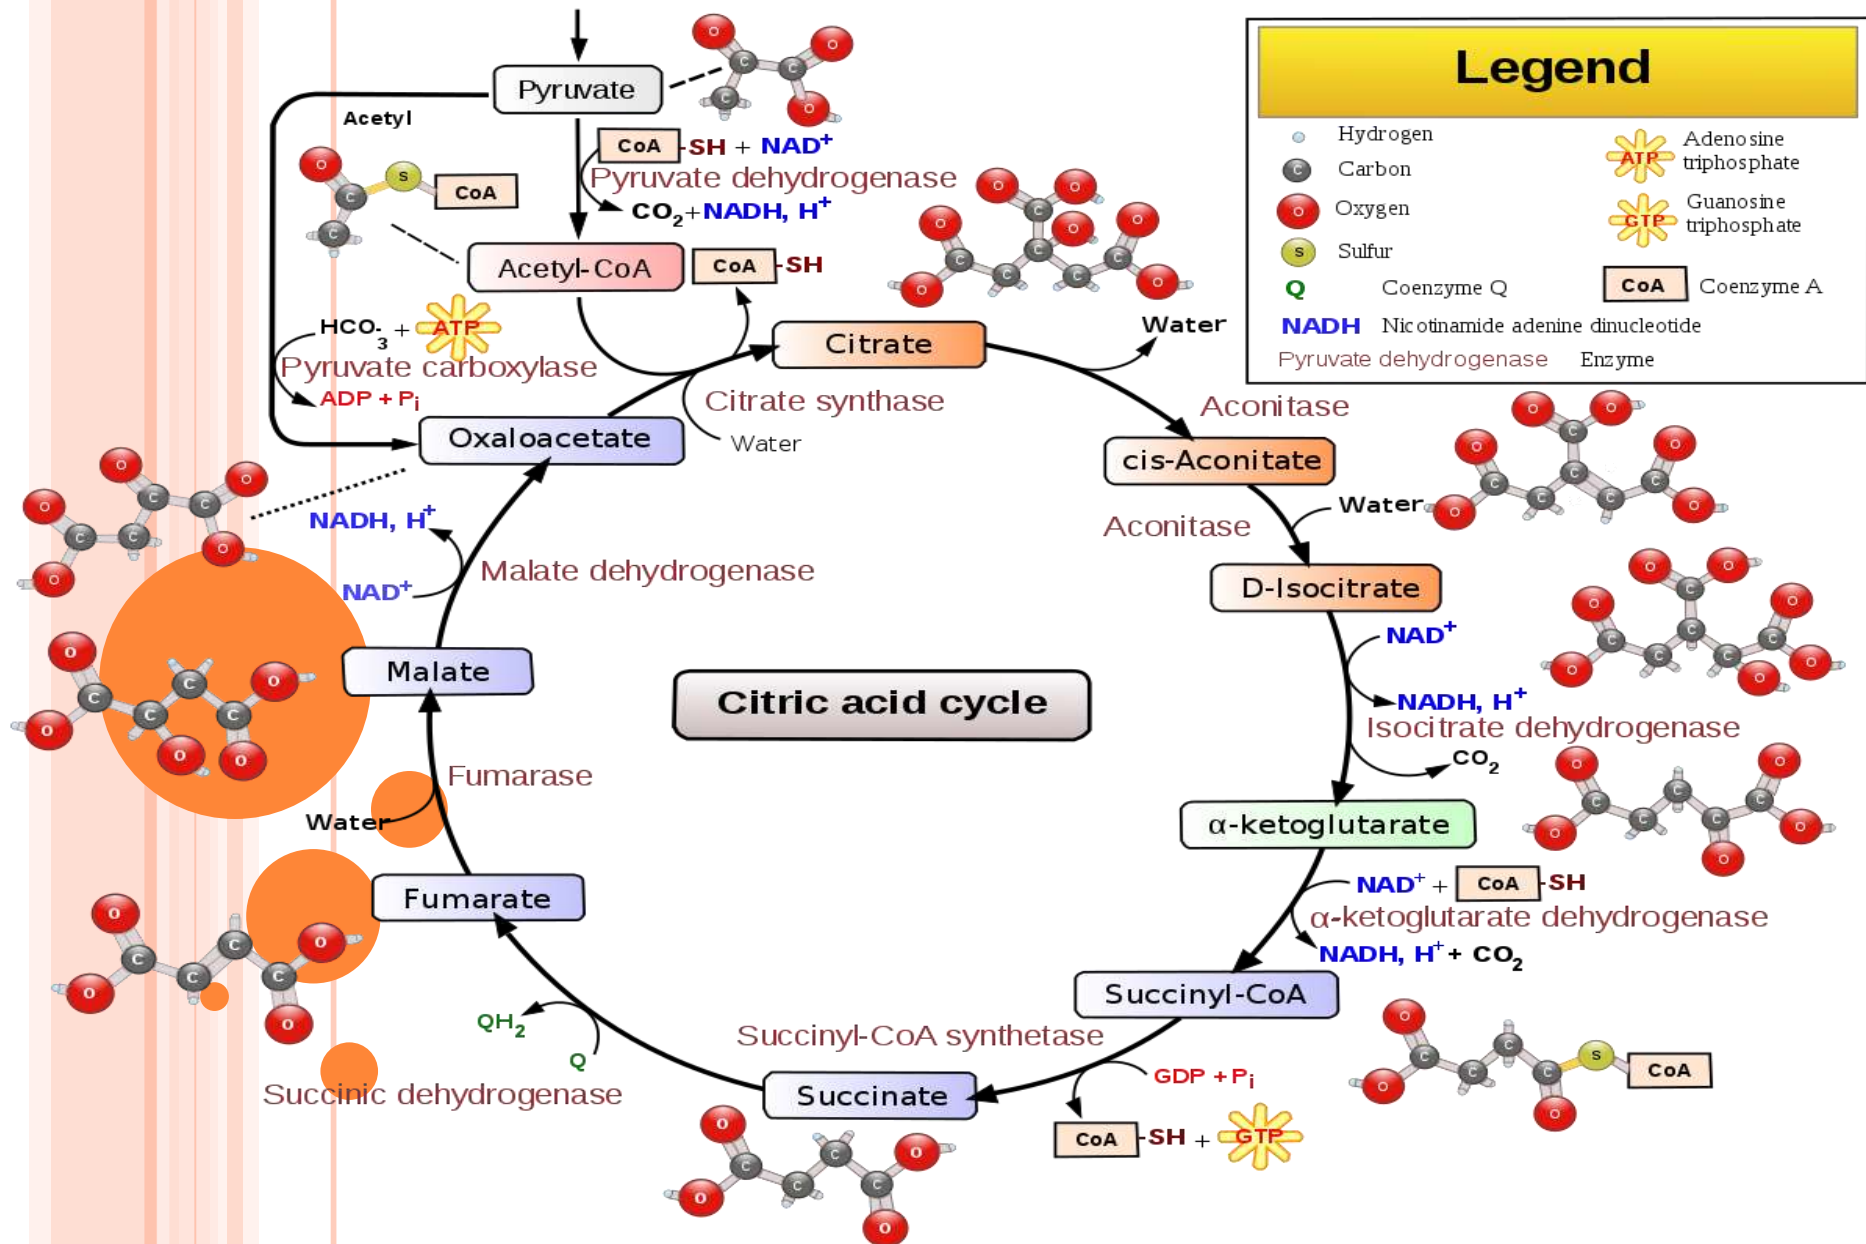 Pyruvate
Acetyl
CoA -SH + NAD+
Pyruvate dehydrogenase
CO2+NADH, H+
S CoA
Acetyl-CoA
CoA -SH
HCO3- + ATP
Pyruvate carboxylase
ADP + Pi
Citrate
Water
Citrate synthase
Water
Oxaloacetate
Aconitase
cis-Aconitate
Water
Aconitase
D-Isocitrate
NADH, H+
NAD+
Malate dehydrogenase
NAD+
NADH, H+
Isocitrate dehydrogenase
CO2
Malate
Citric acid cycle
Fumarase
Water
α-ketoglutarate
NAD+ + CoA -SH
α-ketoglutarate dehydrogenase
NADH, H+ + CO2
Fumarate
Succinyl-CoA
S CoA
QH2
Q
Succinyl-CoA synthetase
GDP + Pi
CoA -SH + GTP
Succinic dehydrogenase
Succinate
Legend
Hydrogen
C Carbon
O Oxygen
S Sulfur
Q Coenzyme Q
NADH Nicotinamide adenine dinucleotide
Pyruvate dehydrogenase Enzyme
ATP Adenosine
triphosphate
GTP Guanosine
triphosphate
CoA Coenzyme A